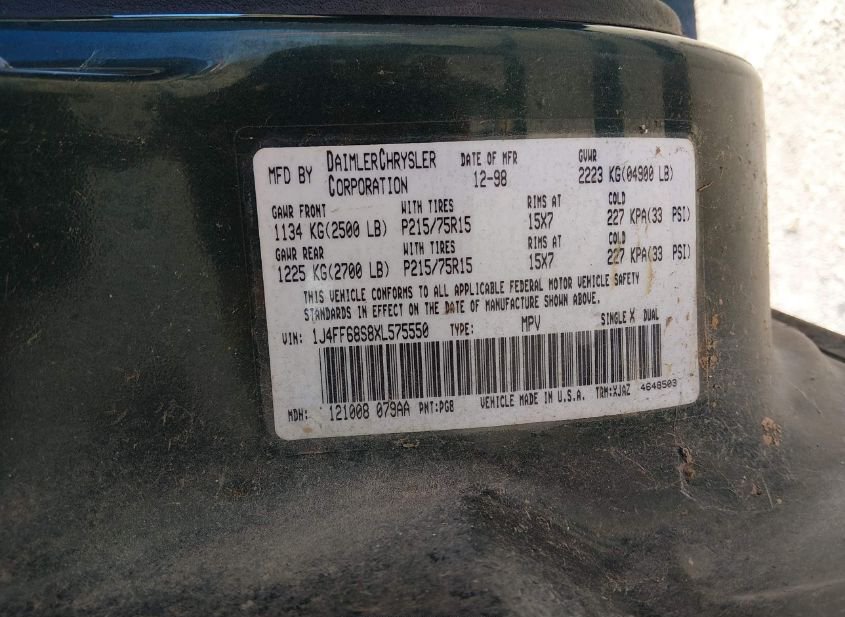 MFD BY DAIMLERCHRYSLER CORPORATION DATE OF MFR 12-98 GVWR 2223 KG(04900 LB)
GAWR FRONT WITH TIRES RIMS AT COLD
1134 KG(2500 LB) P215/75R15 15X7 227 KPA(33 PSI)
GAWR REAR WITH TIRES RIMS AT COLD
1225 KG(2700 LB) P215/75R15 15X7 227 KPA(33 PSI)
THIS VEHICLE CONFORMS TO ALL APPLICABLE FEDERAL MOTOR VEHICLE SAFETY
STANDARDS IN EFFECT ON THE DATE OF MANUFACTURE SHOWN ABOVE.
VIN: 1J4FF68S8XL575550 TYPE: MPV SINGLE X DUAL
MDH: 121008 079AA PNT:PG8 VEHICLE MADE IN U.S.A. TRM:XJAZ 4648503